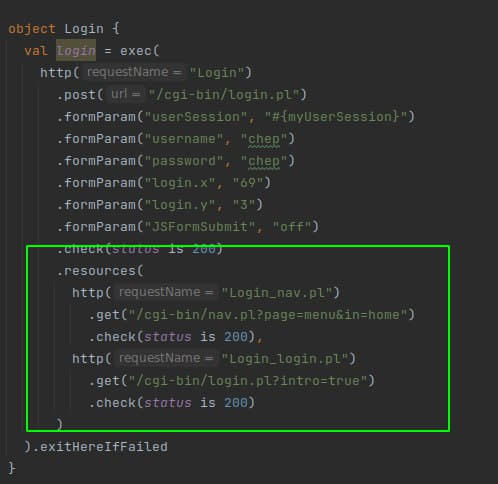 object Login {
val login = exec(
http( requestName = "Login")
.post( url = "/cgi-bin/login.pl")
.formParam("userSession", "#{myUserSession}")
.formParam("username", "chep")
.formParam("password", "chep")
.formParam("login.x", "69")
.formParam("login.y", "3")
.formParam("JSFormSubmit", "off")
.check(status is 200)
.resources(
http( requestName = "Login_nav.pl")
.get("/cgi-bin/nav.pl?page=menu&in=home")
.check(status is 200),
http( requestName = "Login_login.pl")
.get("/cgi-bin/login.pl?intro=true")
.check(status is 200)
)
).exitHereIfFailed
}